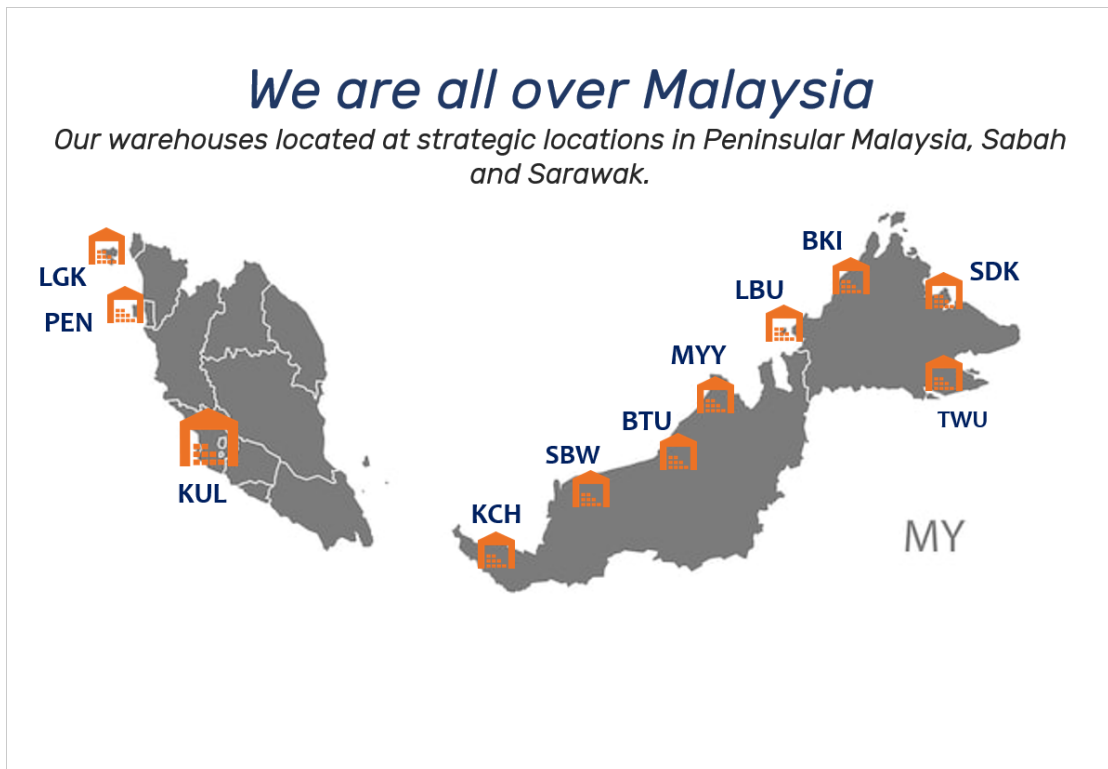 We are all over Malaysia
Our warehouses located at strategic locations in Peninsular Malaysia, Sabah
and Sarawak.
LGK
PEN
KUL
BKI
SDK
LBU
MYY
TWU
BTU
SBW
KCH
MY